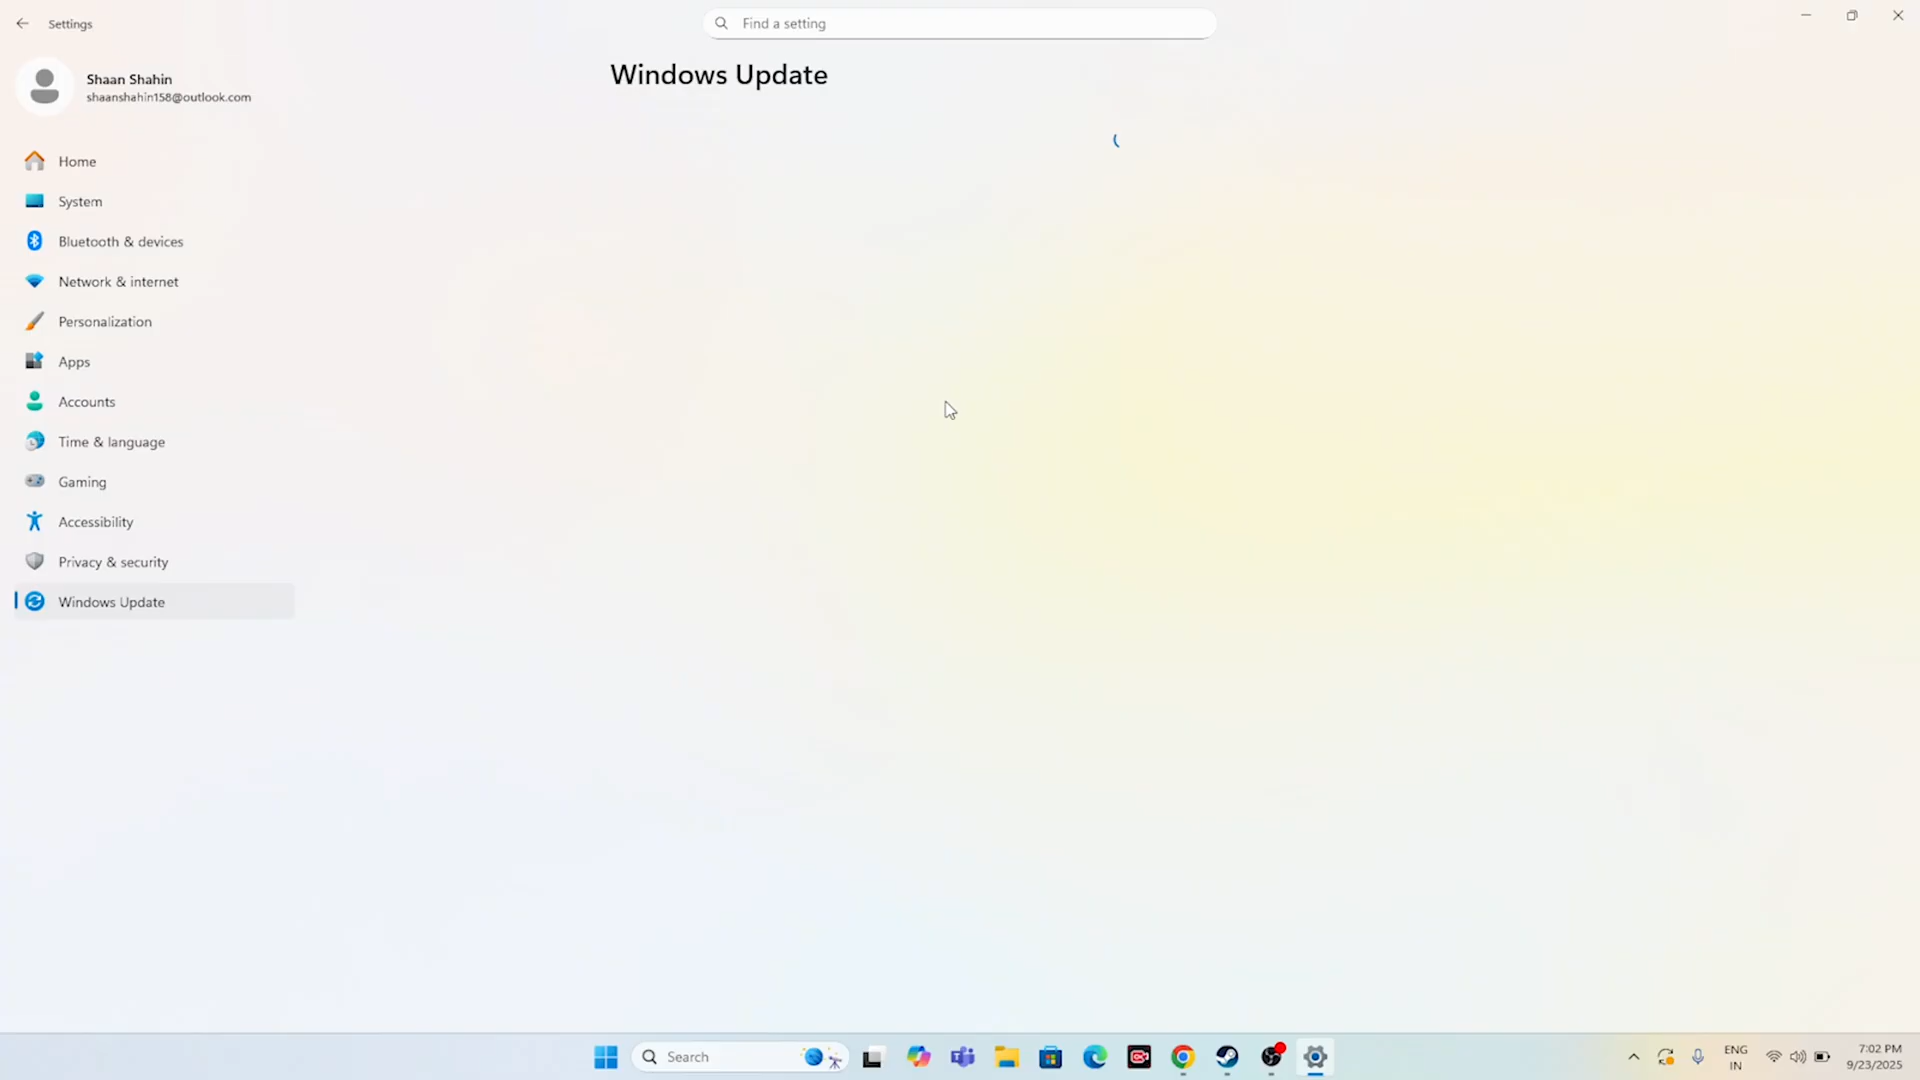 Settings
Find a setting
Shaan Shahin
shaanshahin158@outlook.com
Windows Update
Home
System
Bluetooth & devices
Network & internet
Personalization
Apps
Accounts
Time & language
Gaming
Accessibility
Privacy & security
Windows Update
Search
ENG
IN
7:02 PM
9/23/2025